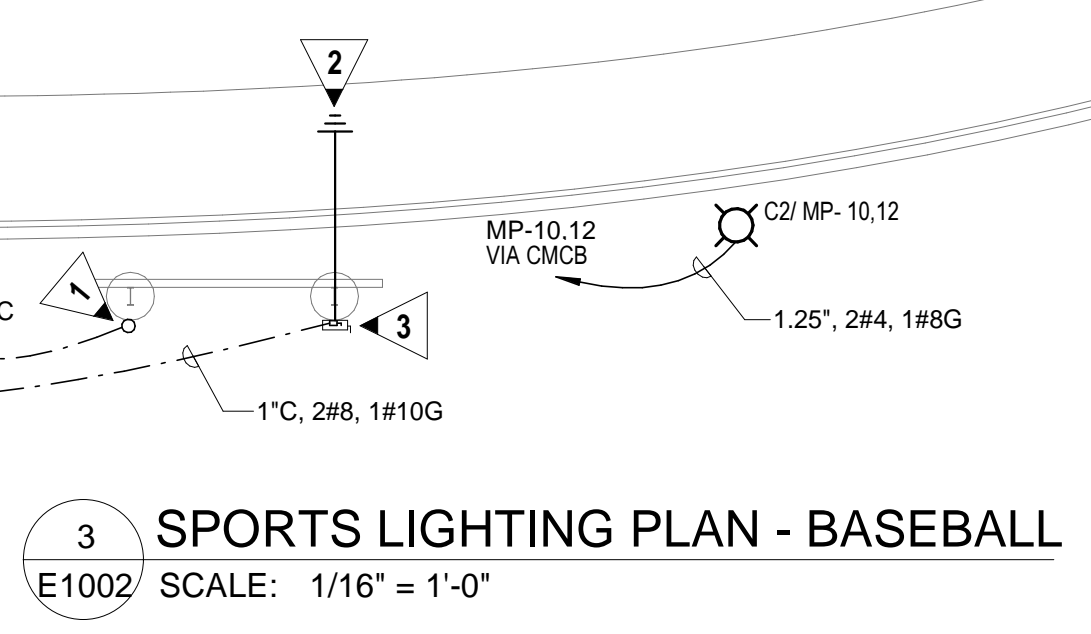 2
C2/ MP- 10,12
MP-10,12
VIA CMCB
1
I
I
C
3
1.25", 2#4, 1#8G
1"C, 2#8, 1#10G
3
SPORTS LIGHTING PLAN - BASEBALL
E1002
SCALE: 1/16" = 1'-0"